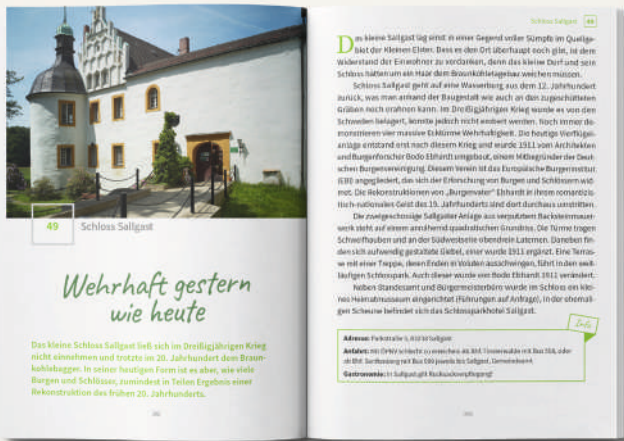 49 Schloss Sallgast
Wehrhaft gestern
wie heute
Das kleine Schloss Sallgast ließ sich im Dreißigjährigen Krieg
nicht einnehmen und trotzte im 20. Jahrhundert dem Braun-
kohlebagger. In seiner heutigen Form ist es aber, wie viele
Burgen und Schlösser, zumindest in Teilen Ergebnis einer
Rekonstruktion des frühen 20. Jahrhunderts.
Schloss Sallgast 49
Das kleine Sallgast lag einst in einer Gegend voller Sümpfe im Quellge-
biet der Kleinen Elster. Dass es den Ort überhaupt noch gibt, ist dem
Widerstand der Einwohner zu verdanken, denn das kleine Dorf und sein
Schloss hätten um ein Haar dem Braunkohletagebau weichen müssen.
Schloss Sallgast geht auf eine Wasserburg aus dem 12. Jahrhundert
zurück, was man anhand der Baugestalt wie auch an den zugeschütteten
Gräben noch erahnen kann. Im Dreißigjährigen Krieg wurde es von den
Schweden belagert, konnte jedoch nicht erobert werden. Noch immer de-
monstrieren vier massive Ecktürme Wehrhaftigkeit. Die heutige Vierflügel-
anlage entstand erst nach diesem Krieg und wurde 1911 vom Architekten
und Burgenforscher Bodo Ebhardt umgebaut, einem Mitbegründer der Deut-
schen Burgenvereinigung. Diesem Verein ist das Europäische Burgeninstitut
(EBI) angegliedert, das sich der Erforschung von Burgen und Schlössern wid-
met. Die Rekonstruktionen von „Burgenvater“ Ebhardt in ihrem romantizis-
tisch-nationalen Geist des 19. Jahrhunderts sind dort durchaus umstritten.
Die zweigeschossige Sallgaster Anlage aus verputztem Backsteinmauer-
werk steht auf einem annähernd quadratischen Grundriss. Die Türme tragen
Schweifhauben und an der Südwestseite obendrein Laternen. Daneben fin-
den sich aufwendig gestaltete Giebel, einer wurde 1911 ergänzt. Eine Terras-
se mit einer Treppe, deren Enden in Voluten ausschwingen, führt in den weit-
läufigen Schlosspark. Auch dieser wurde von Bodo Ebhardt 1911 verändert.
Neben Standesamt und Bürgermeisterbüro wurde im Schloss ein klei-
nes Heimatmuseum eingerichtet (Führungen auf Anfrage), in der ehemali-
gen Scheune befindet sich das Schlossparkhotel Sallgast.
Info
Adresse: Parkstraße 3, Sallgast
Anfahrt: Mit ÖPNV schlecht zu erreichen: ab Bhf. Finsterwalde mit Bus oder
ab Bhf. mit Bus jeweils bis Sallgast, Gemeindeamt.
Gastronomie: In Sallgast gilt Rucksackverpflegung!